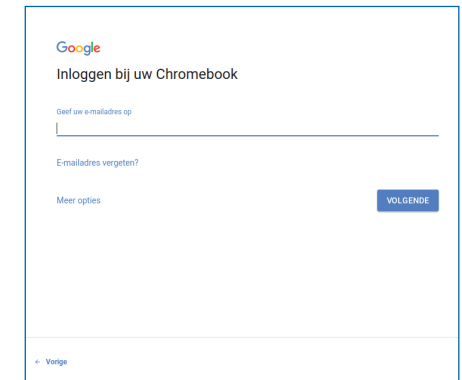 Google
Inloggen bij uw Chromebook
Geef uw e-mailadres op
E-mailadres vergeten?
Meer opties
VOLGENDE
← Vorige